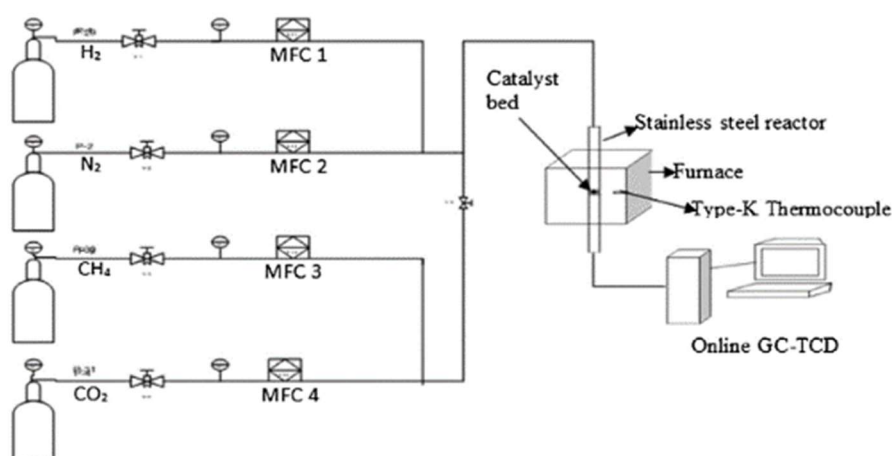 H₂
MFC 1
N₂
MFC 2
CH₄
MFC 3
CO₂
MFC 4
Catalyst
bed
Stainless steel reactor
Furnace
Type-K Thermocouple
Online GC-TCD